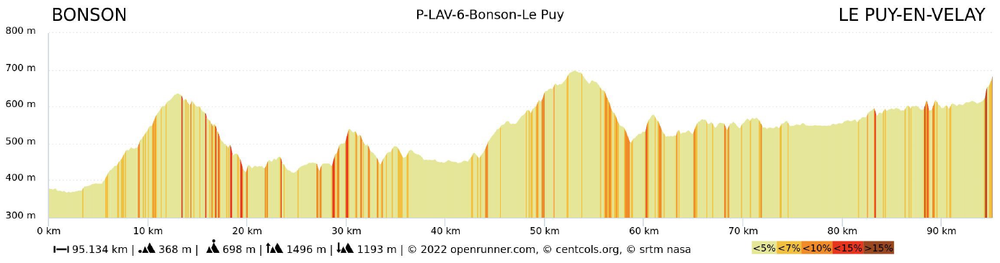 BONSON P-LAV-6-Bonson-Le Puy LE PUY-EN-VELAY
800 m
700 m
600 m
500 m
400 m
300 m
0 km 10 km 20 km 30 km 40 km 50 km 60 km 70 km 80 km 90 km
95.134 km | 368 m | 698 m | 1496 m | 1193 m | © 2022 openrunner.com, © centcols.org, © srtm nasa <5% <7% <10% <15% >15%